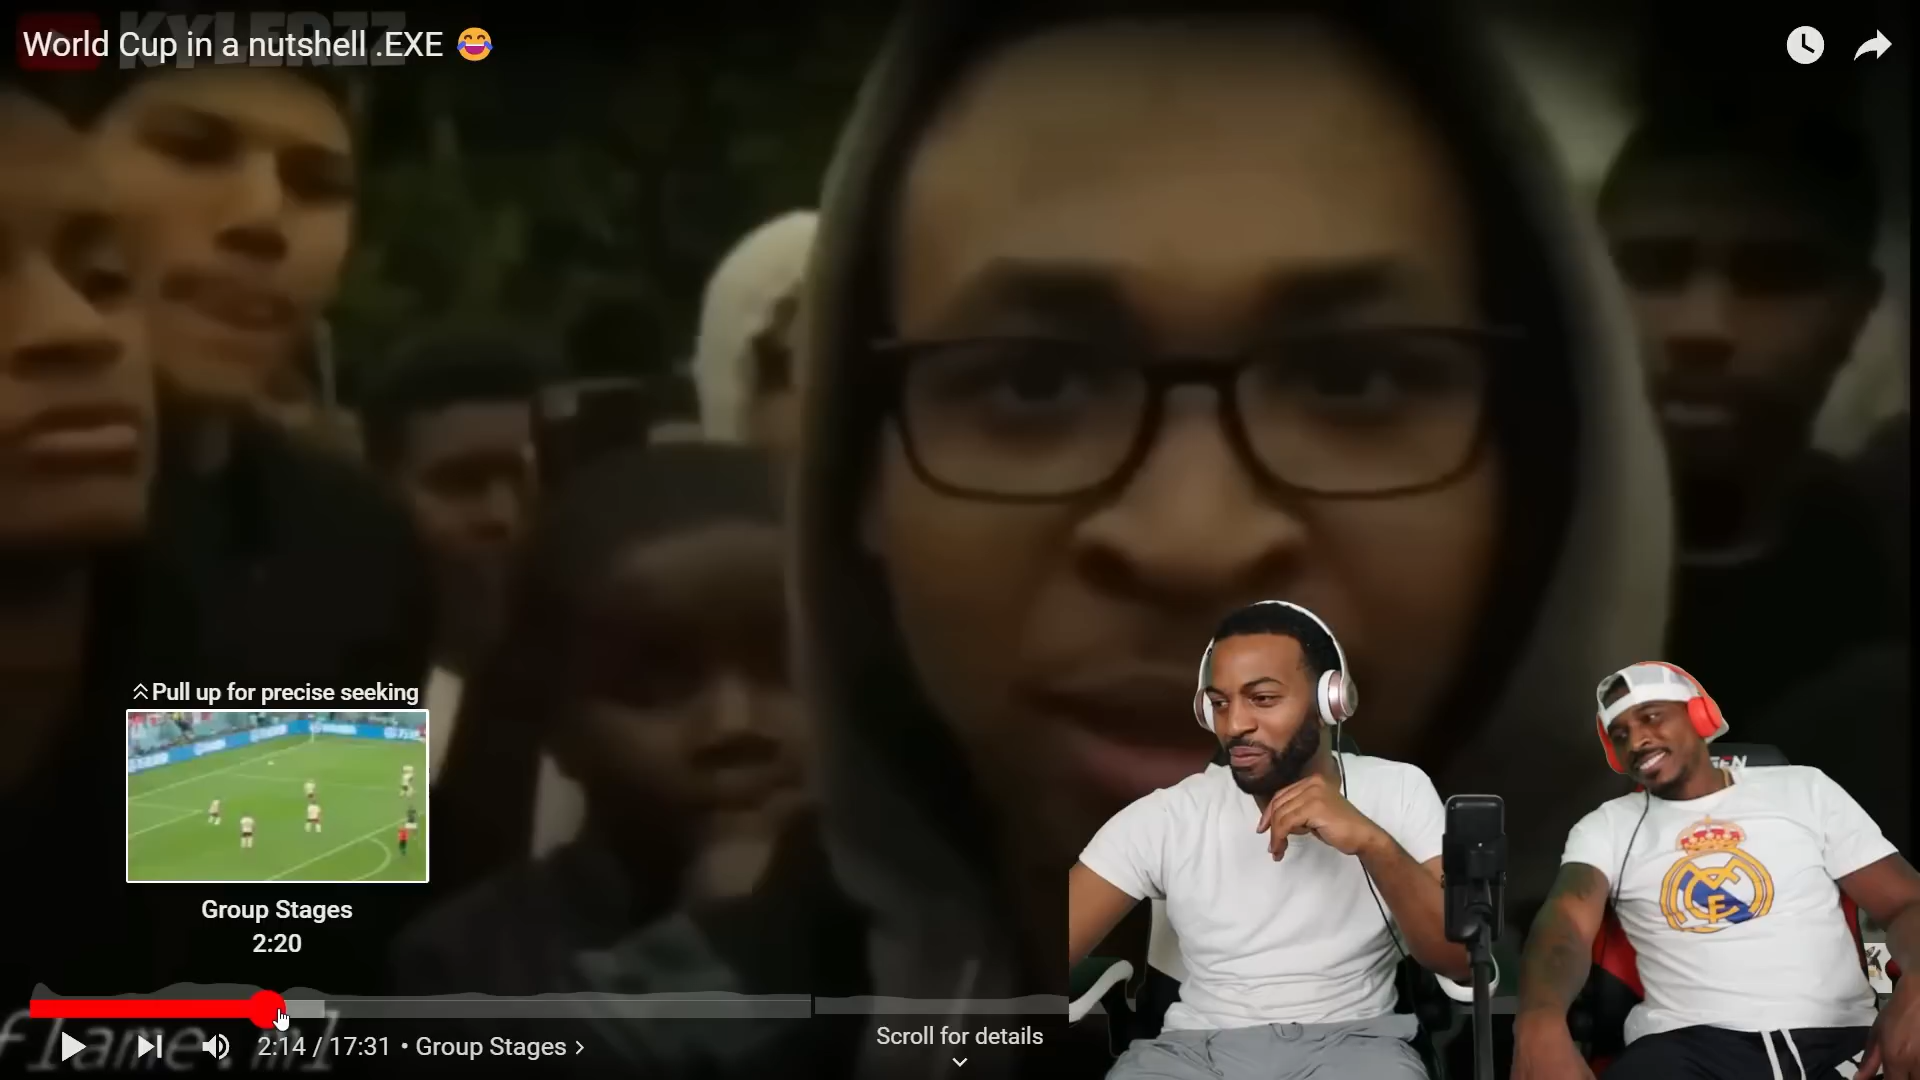 World Cup in a nutshell .EXE 😂
KYLERZZ
Pull up for precise seeking
Group Stages
2:20
2:14 / 17:31 • Group Stages
Scroll for details